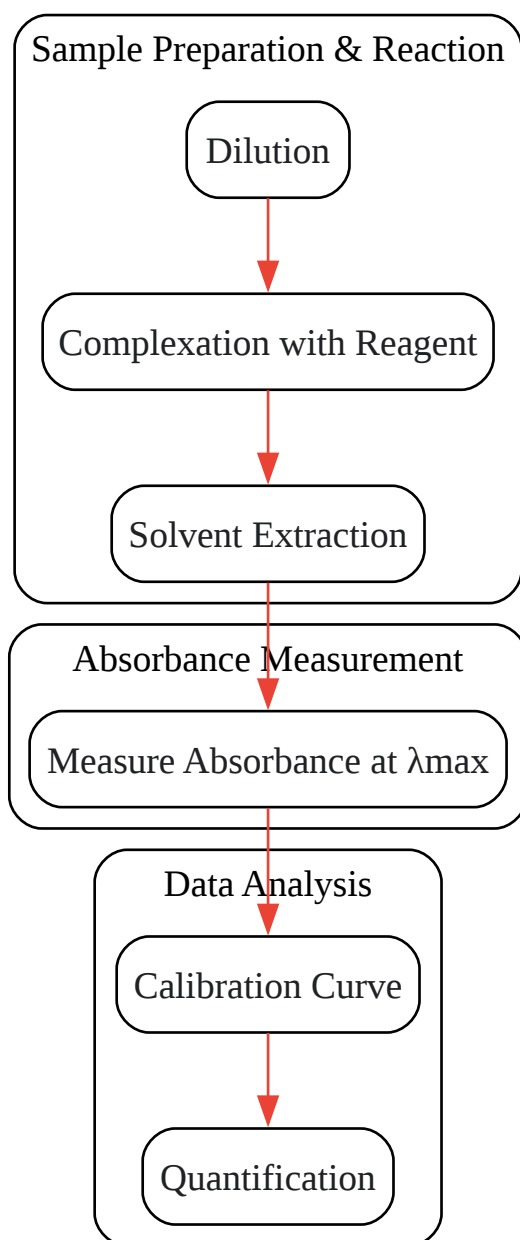 Sample Preparation & Reaction
Dilution
Complexation with Reagent
Solvent Extraction
Absorbance Measurement
Measure Absorbance at λmax
Data Analysis
Calibration Curve
Quantification